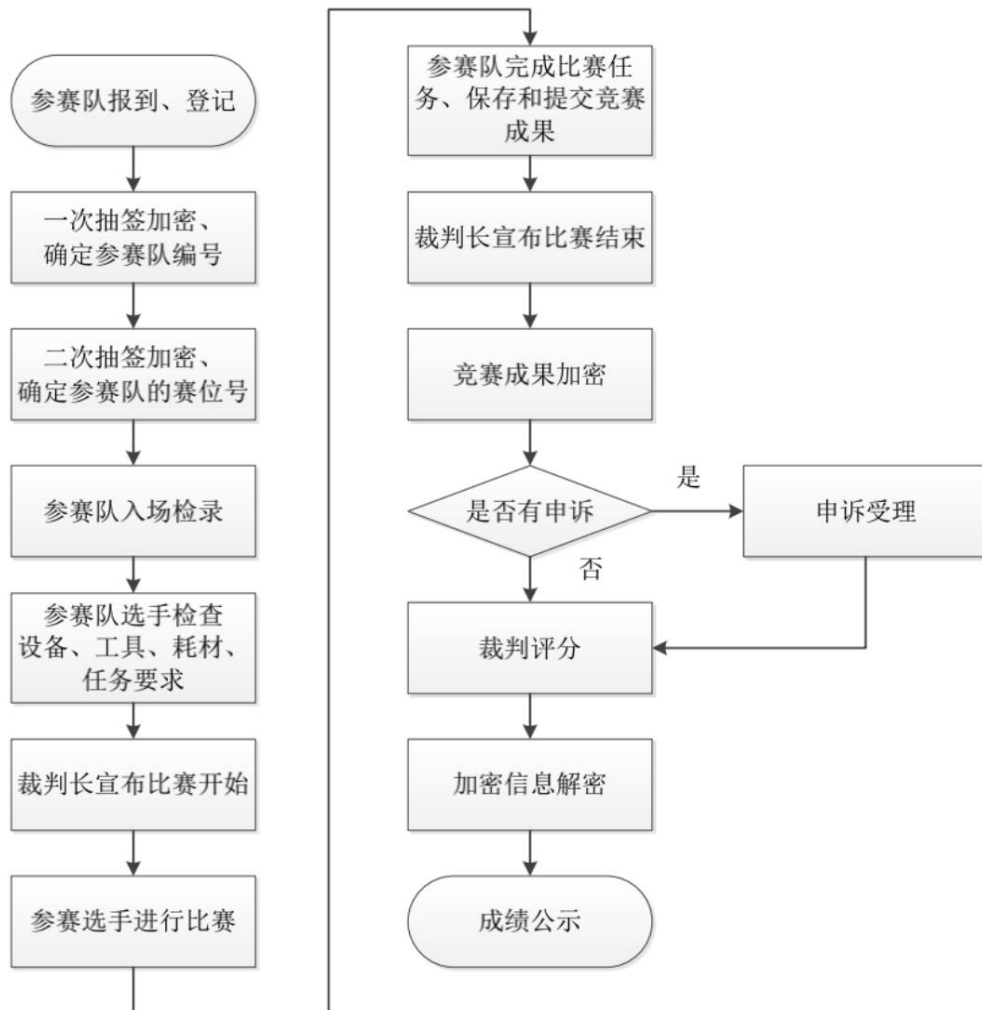 参赛队报到、登记
一次抽签加密、
确定参赛队编号
二次抽签加密、
确定参赛队的赛位号
参赛队入场检录
参赛队选手检查
设备、工具、耗材、
任务要求
裁判长宣布比赛开始
参赛选手进行比赛
参赛队完成比赛任
务、保存和提交竞赛
成果
裁判长宣布比赛结束
竞赛成果加密
是否有申诉
是
申诉受理
否
裁判评分
加密信息解密
成绩公示